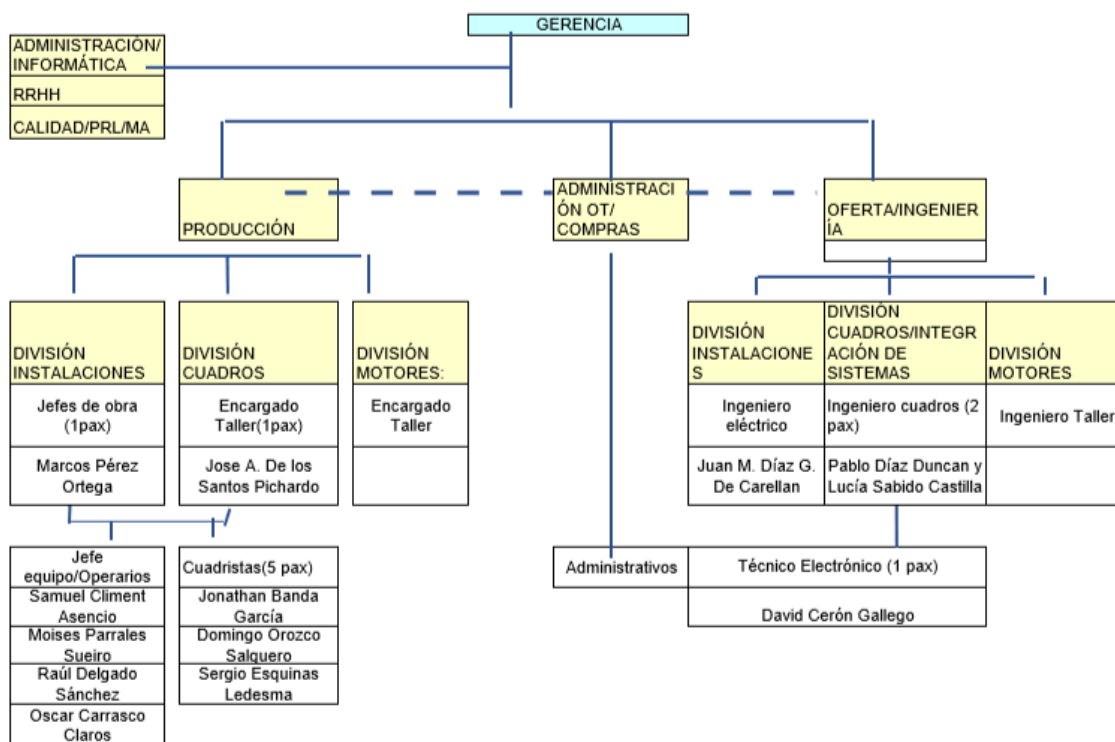 GERENCIA
ADMINISTRACIÓN/
INFORMÁTICA
RRHH
CALIDAD/PRL/MA
PRODUCCIÓN
ADMINISTRACI
ÓN OT/
COMPRAS
OFERTA/INGENIER
ÍA
DIVISIÓN
INSTALACIONES
DIVISIÓN
CUADROS
DIVISIÓN
MOTORES:
DIVISIÓN
INSTALACIONE
S
DIVISIÓN
CUADROS/INTEGR
ACIÓN DE
SISTEMAS
DIVISIÓN
MOTORES
Jefes de obra
(1pax)
Encargado
Taller(1pax)
Encargado
Taller
Ingeniero
eléctrico
Ingeniero cuadros (2
pax)
Ingeniero Taller
Marcos Pérez
Ortega
Jose A. De los
Santos Pichardo
Juan M. Díaz G.
De Carellan
Pablo Díaz Duncan y
Lucía Sabido Castilla
Jefe
equipo/Operarios
Cuadristas(5 pax)
Administrativos
Técnico Electrónico (1 pax)
Samuel Climent
Asencio
Jonathan Banda
García
David Cerón Gallego
Moises Parrales
Sueiro
Domingo Orozco
Salquero
Raúl Delgado
Sánchez
Sergio Esquinas
Ledesma
Oscar Carrasco
Claros